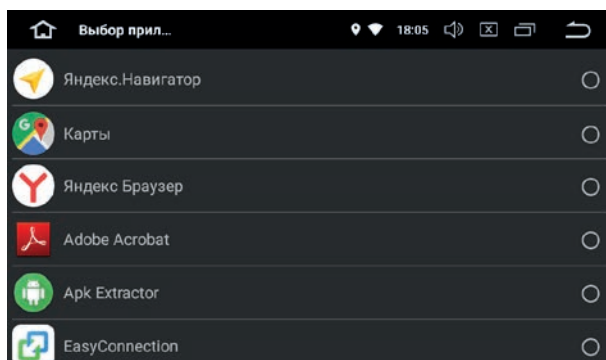 Выбор прил... 18:05
Яндекс.Навигатор
Карты
Яндекс Браузер
Adobe Acrobat
Apk Extractor
EasyConnection